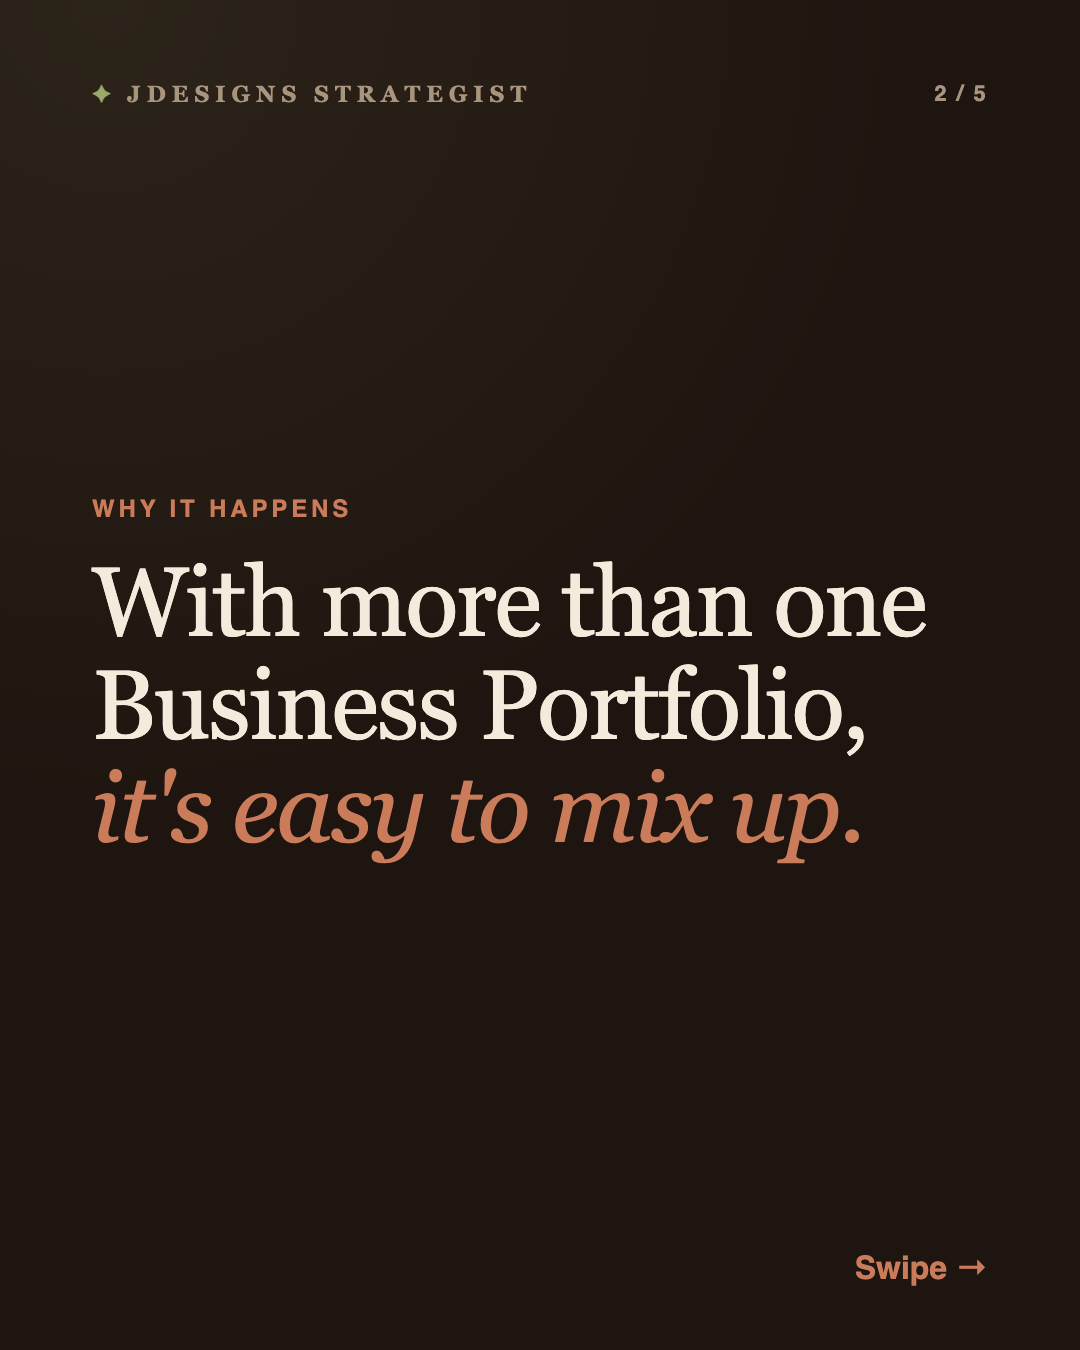 ✦ JDESIGNS STRATEGIST
2 / 5
WHY IT HAPPENS
With more than one
Business Portfolio,
it's easy to mix up.
Swipe →